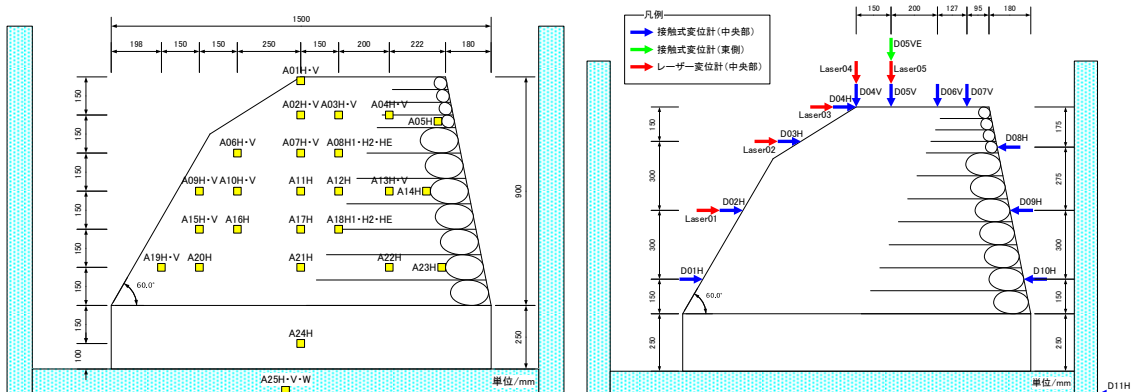 1500
198 150 150 250 150 200 222 180
A01H・V
A02H・V A03H・V A04H・V
A05H
A06H・V A07H・V A08H1・H2・HE
A09H・V A10H・V A11H A12H A13H・V
A14H
A15H・V A16H A17H A18H1・H2・HE
A19H・V A20H A21H A22H A23H
60.0°
A24H
A25H・V・W
150
150
150
150
150
150
150
100
900
250
単位/mm
凡例
接触式変位計(中央部)
接触式変位計(東側)
レーザー変位計(中央部)
150 200 127 95 180
D05VE
Laser04 Laser05
D04V D05V D06V D07V
D04H
Laser03
D03H
Laser02
D08H
D02H
Laser01
D09H
D01H
D10H
60.0°
150
300
300
150
250
175
275
300
150
250
単位/mm
D11H